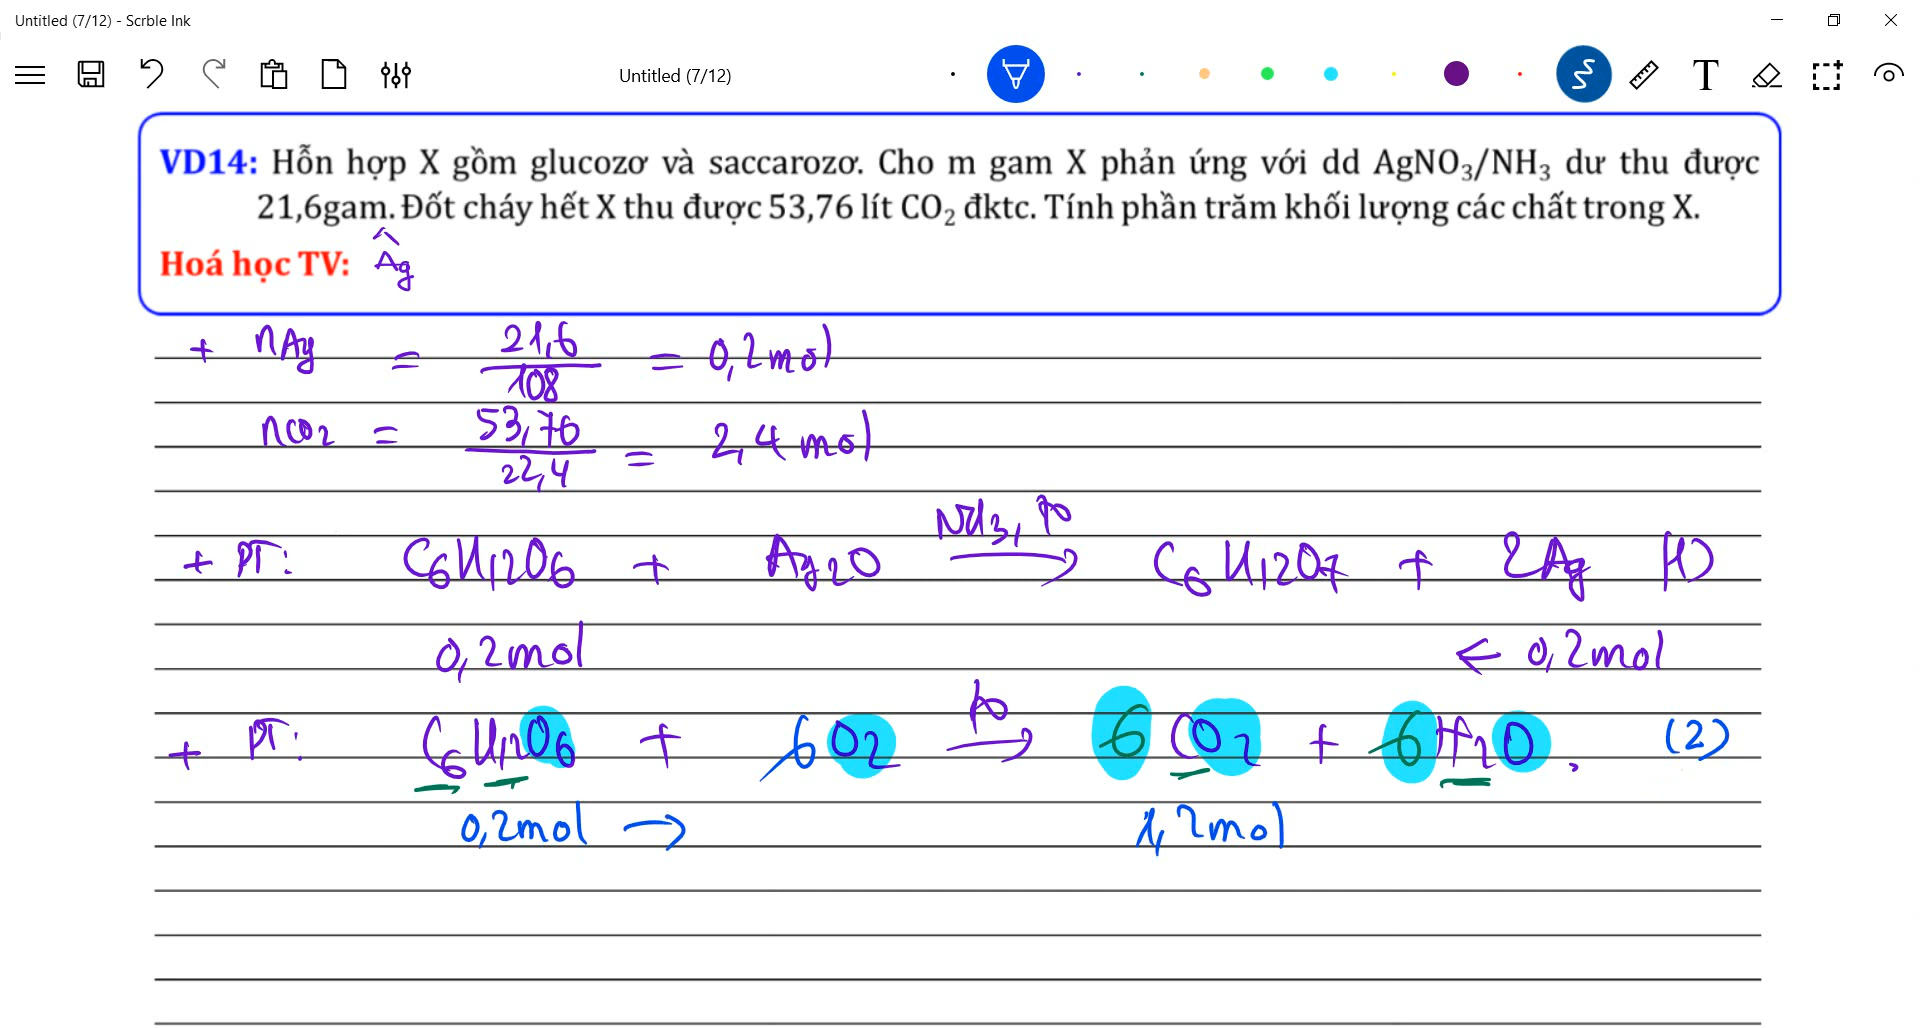 Untitled (7/12) - Scrble Ink
Untitled (7/12)
T
VD14: Hỗn hợp X gồm glucozơ và saccarozơ. Cho m gam X phản ứng với dd AgNO₃/NH₃ dư thu được
21,6gam. Đốt cháy hết X thu được 53,76 lít CO₂ đktc. Tính phần trăm khối lượng các chất trong X.
Hoá học TV: Ag
+ nAg = 21,6/108 = 0,2mol
nCO2 = 53,76/22,4 = 2,4 mol
+ PT: C6H12O6 + Ag2O NH3, to → C6H12O7 + 2Ag (1)
0,2mol ← 0,2mol
+ PT: C6H12O6 + 6O2 to → 6CO2 + 6H2O. (2)
0,2mol → 1,2mol